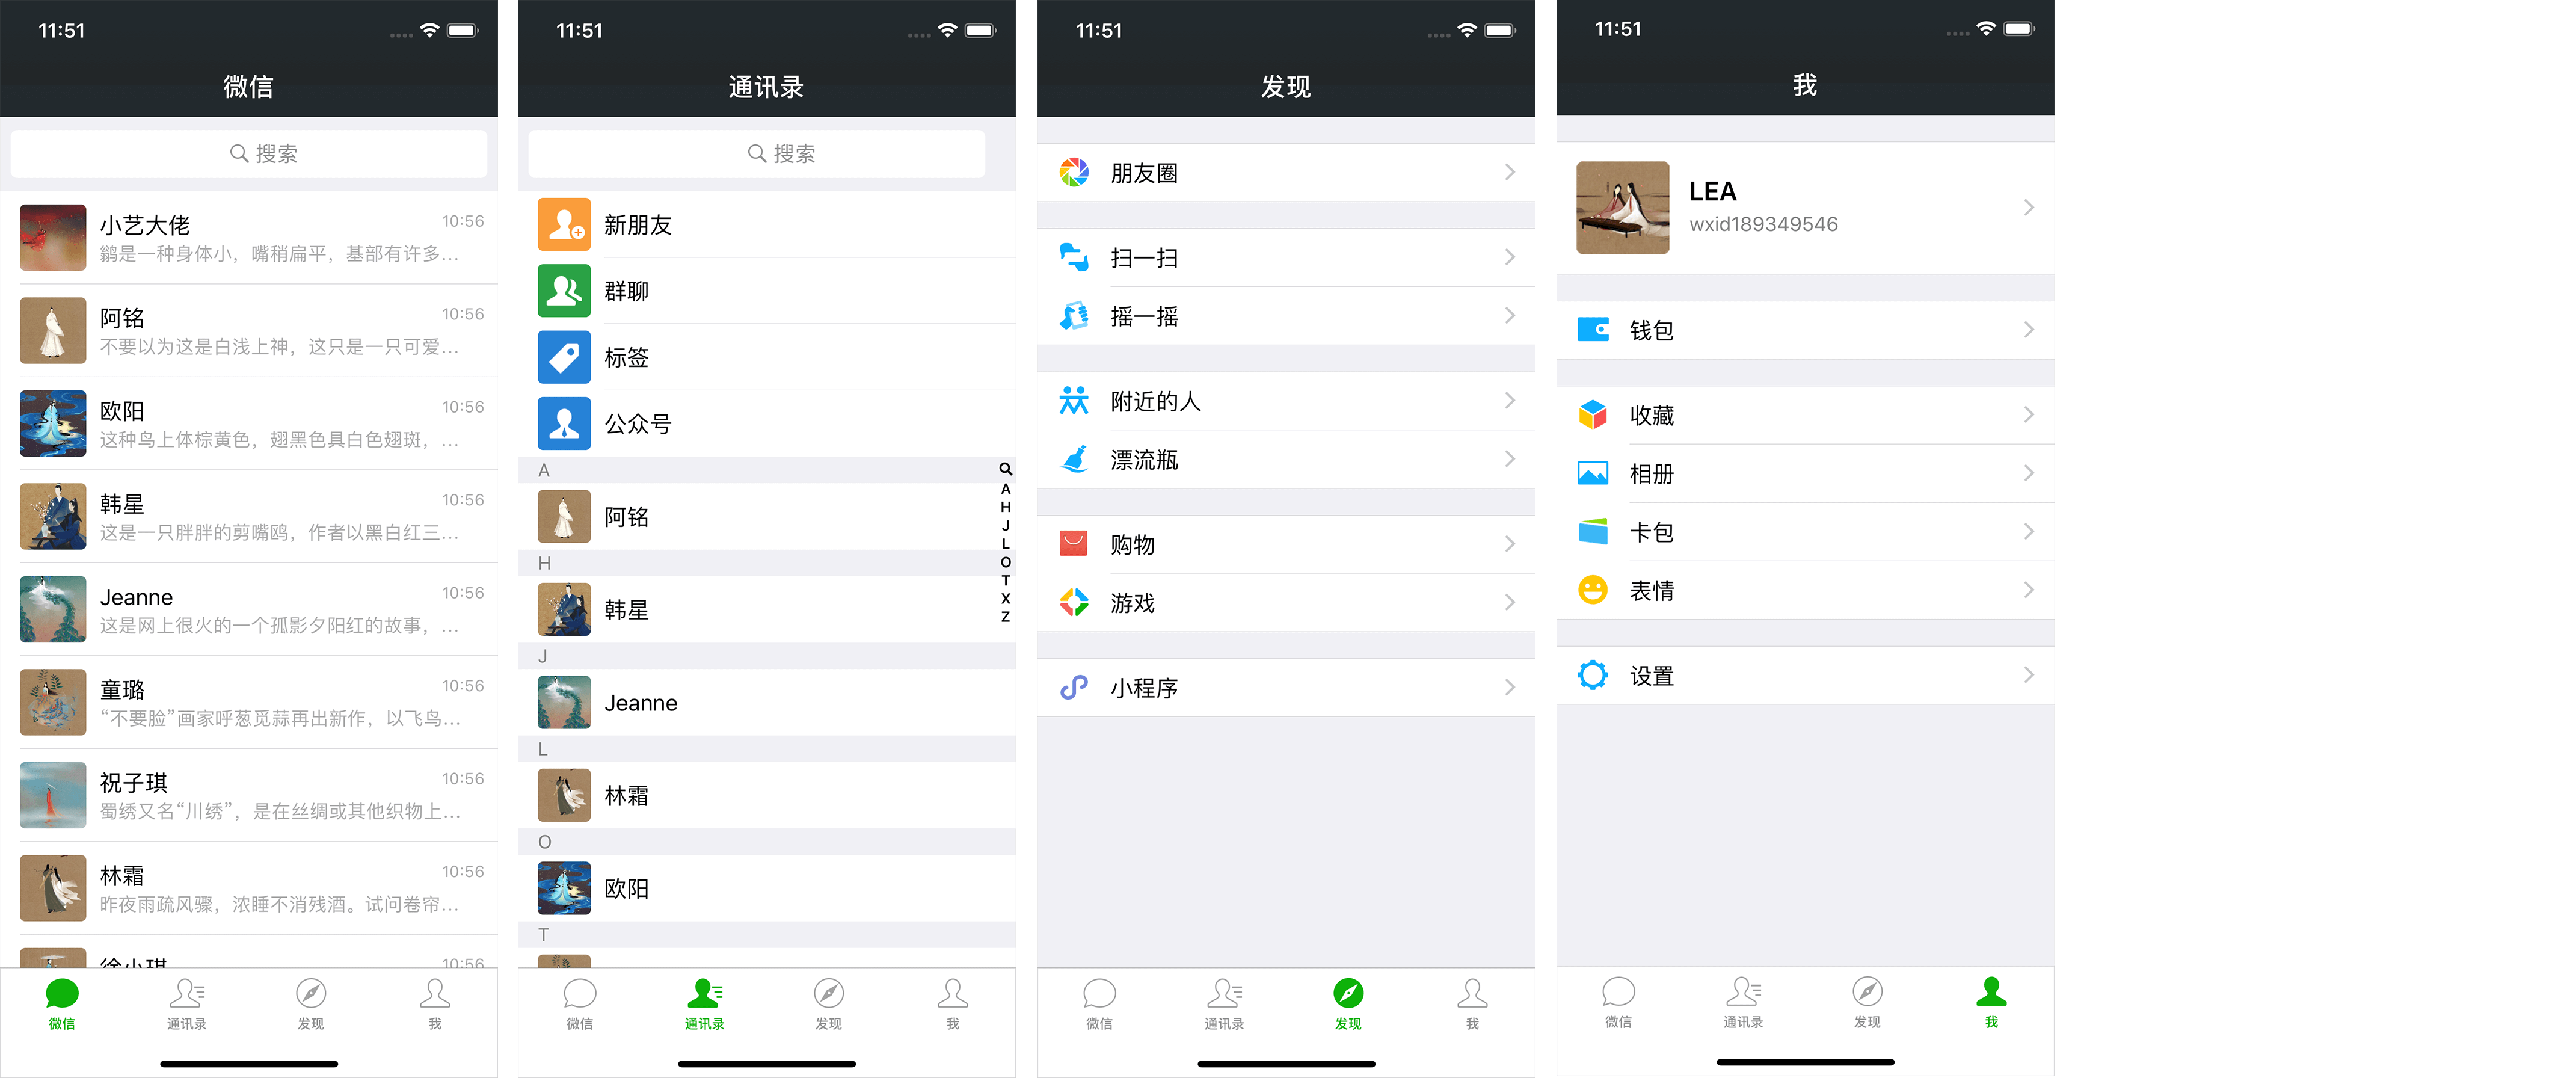 11:51
微信
搜索
小艺大佬
10:56
鹟是一种身体小，嘴稍扁平，基部有许多...
阿铭
10:56
不要以为这是白浅上神，这只是一只可爱...
欧阳
10:56
这种鸟上体棕黄色，翅黑色具白色翅斑，...
韩星
10:56
这是一只胖胖的剪嘴鸥，作者以黑白红三...
Jeanne
10:56
这是网上很火的一个孤影夕阳红的故事，...
童璐
10:56
“不要脸”画家呼葱觅蒜再出新作，以飞鸟...
祝子琪
10:56
蜀绣又名“川绣”，是在丝绸或其他织物上...
林霜
10:56
昨夜雨疏风骤，浓睡不消残酒。试问卷帘...
徐小琪
10:56
微信
通讯录
发现
我
11:51
通讯录
搜索
新朋友
群聊
标签
公众号
A
阿铭
H
韩星
J
Jeanne
L
林霜
O
欧阳
T
A
H
J
L
O
T
X
Z
微信
通讯录
发现
我
11:51
发现
朋友圈
扫一扫
摇一摇
附近的人
漂流瓶
购物
游戏
小程序
微信
通讯录
发现
我
11:51
我
LEA
wxid189349546
钱包
收藏
相册
卡包
表情
设置
微信
通讯录
发现
我